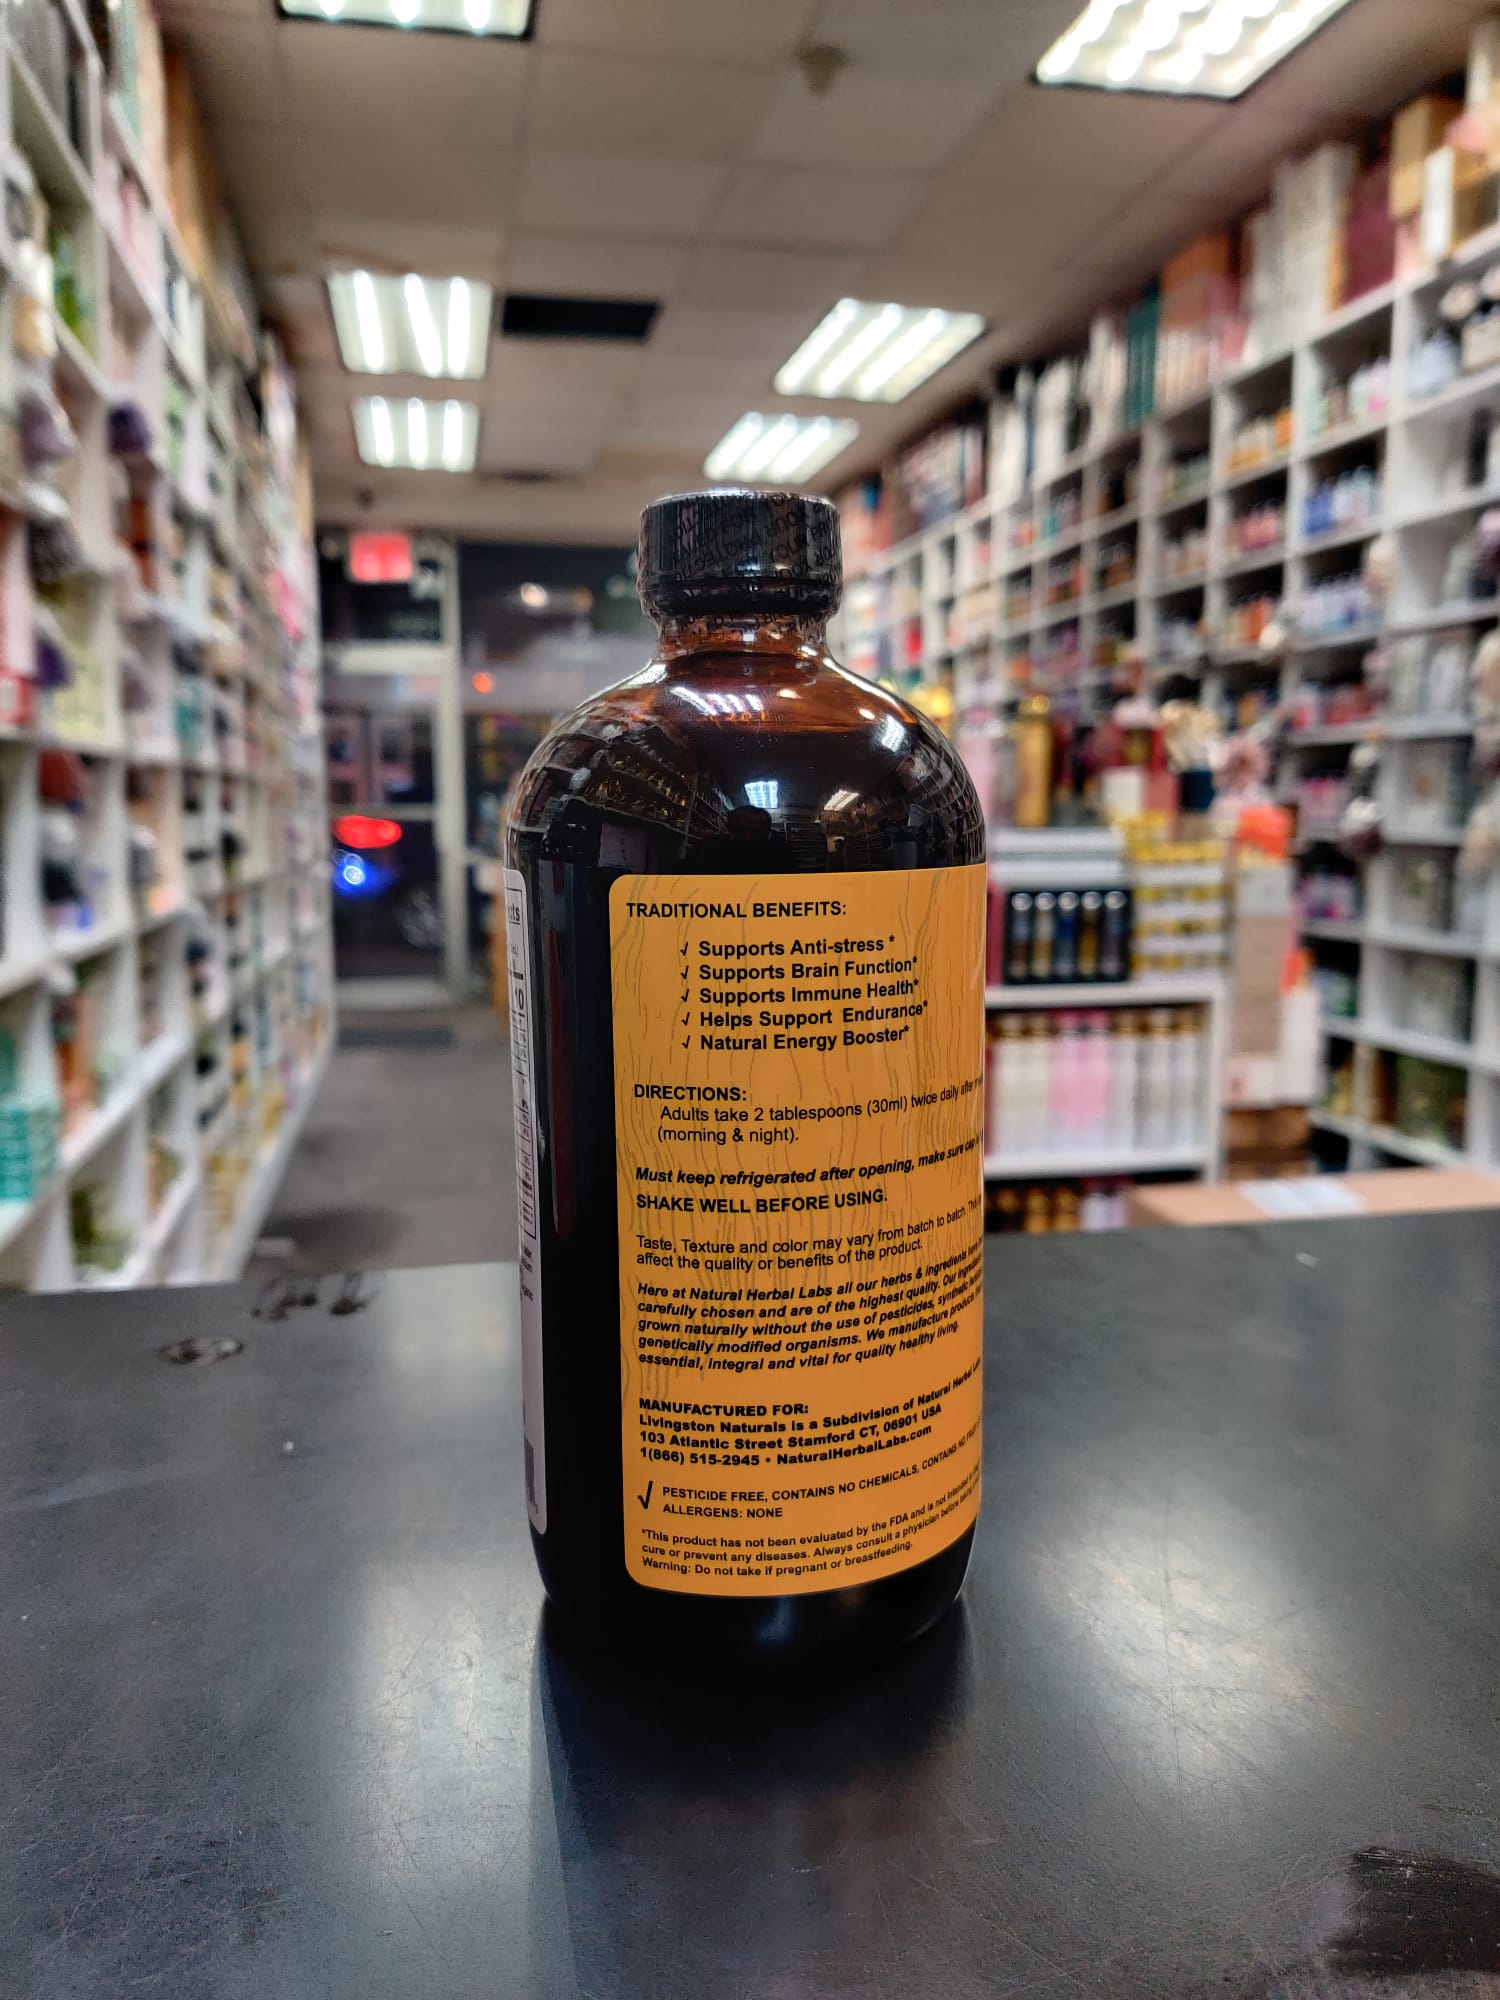 TRADITIONAL BENEFITS:
√ Supports Anti-stress *
√ Supports Brain Function*
√ Supports Immune Health*
√ Helps Support Endurance*
√ Natural Energy Booster*
DIRECTIONS:
Adults take 2 tablespoons (30ml) twice daily after
(morning & night).
Must keep refrigerated after opening, make sure cap
SHAKE WELL BEFORE USING.
Taste, Texture and color may vary from batch to batch.
affect the quality or benefits of the product.
Here at Natural Herbal Labs all our herbs & ingredients have
carefully chosen and are of the highest quality. Our
grown naturally without the use of pesticides, synthetic
genetically modified organisms. We manufacture products
essential, integral and vital for quality healthy living.
MANUFACTURED FOR:
Livingston Naturals is a Subdivision of Natural Herbal Labs
103 Atlantic Street Stamford CT, 06901 USA
1(866) 515-2945 • NaturalHerbalLabs.com
√ PESTICIDE FREE, CONTAINS NO CHEMICALS, CONTAINS NO
ALLERGENS: NONE
*This product has not been evaluated by the FDA and is not intended to
cure or prevent any diseases. Always consult a physician before taking
Warning: Do not take if pregnant or breastfeeding.